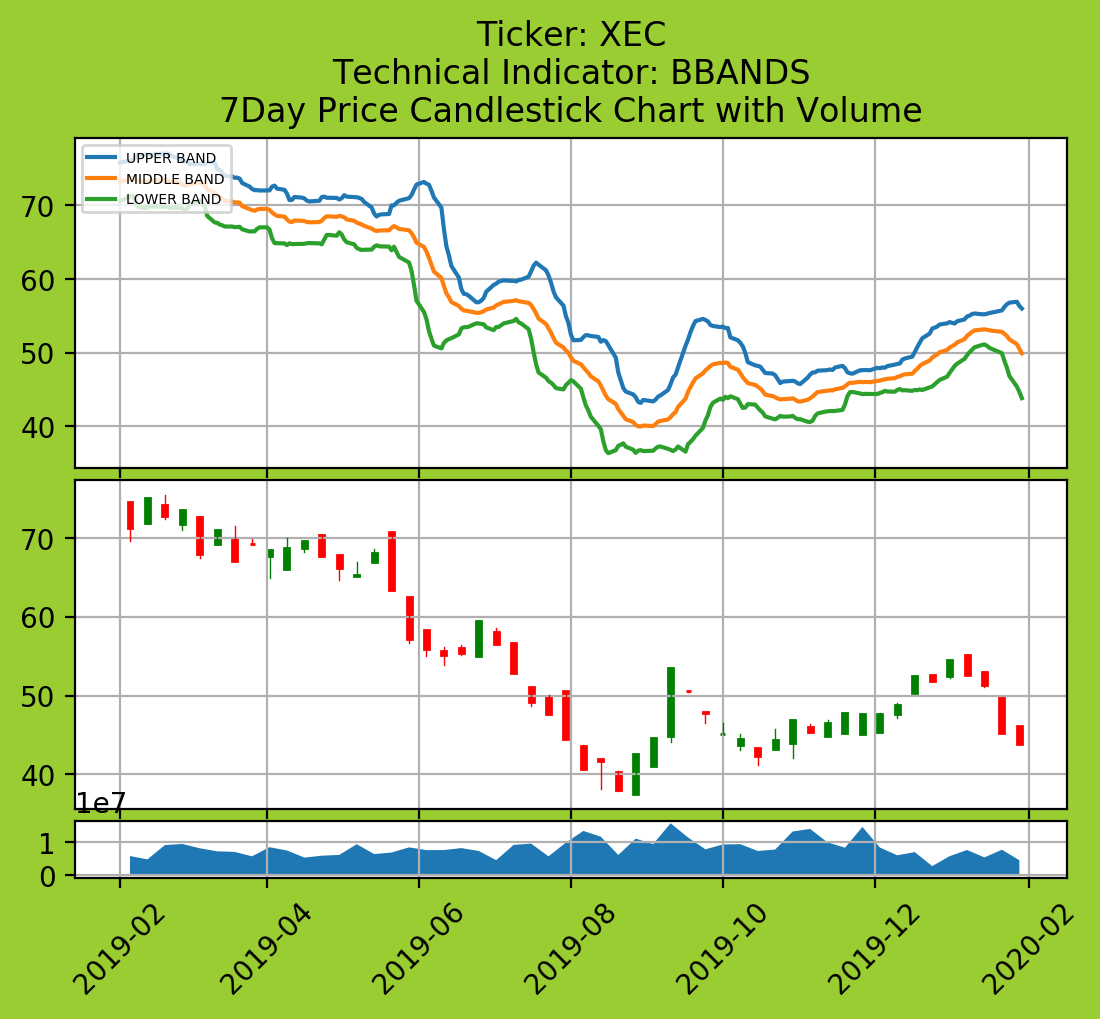 Ticker: XEC
Technical Indicator: BBANDS
7Day Price Candlestick Chart with Volume
UPPER BAND
MIDDLE BAND
LOWER BAND
70
60
50
40
70
60
50
40
1e7
1
0
2019-02
2019-04
2019-06
2019-08
2019-10
2019-12
2020-02